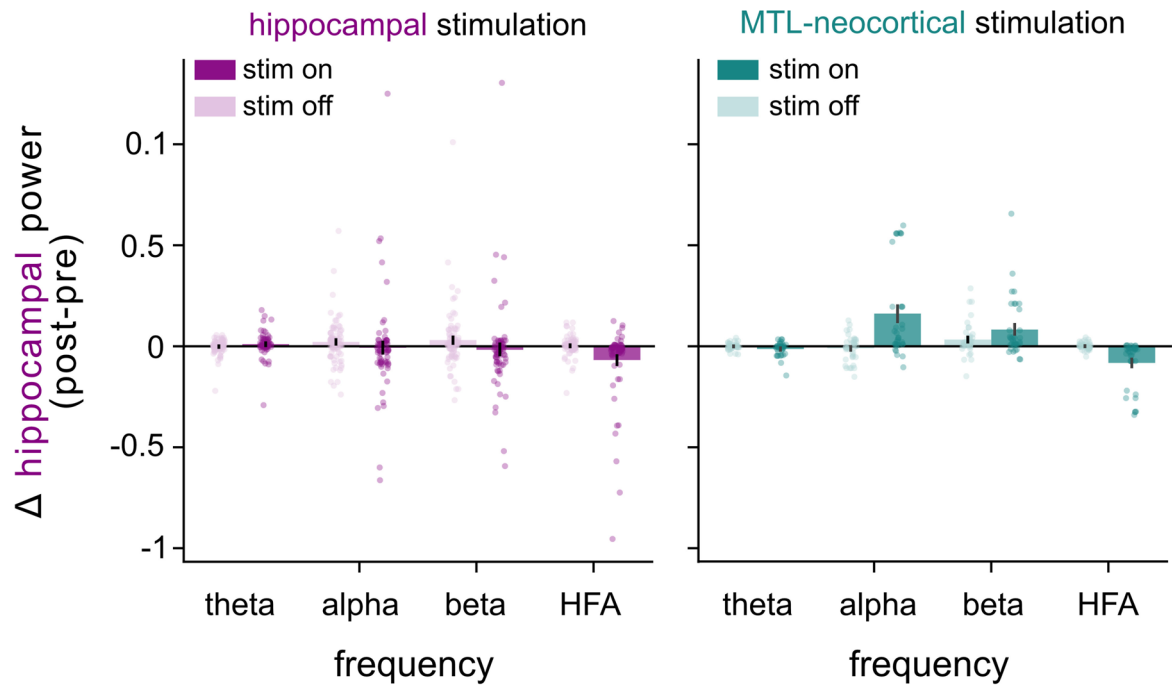 hippocampal stimulation
MTL-neocortical stimulation
stim on
stim off
stim on
stim off
Δ hippocampal power
(post-pre)
0.1
0.5
0
-0.5
-1
theta alpha beta HFA
theta alpha beta HFA
frequency
frequency